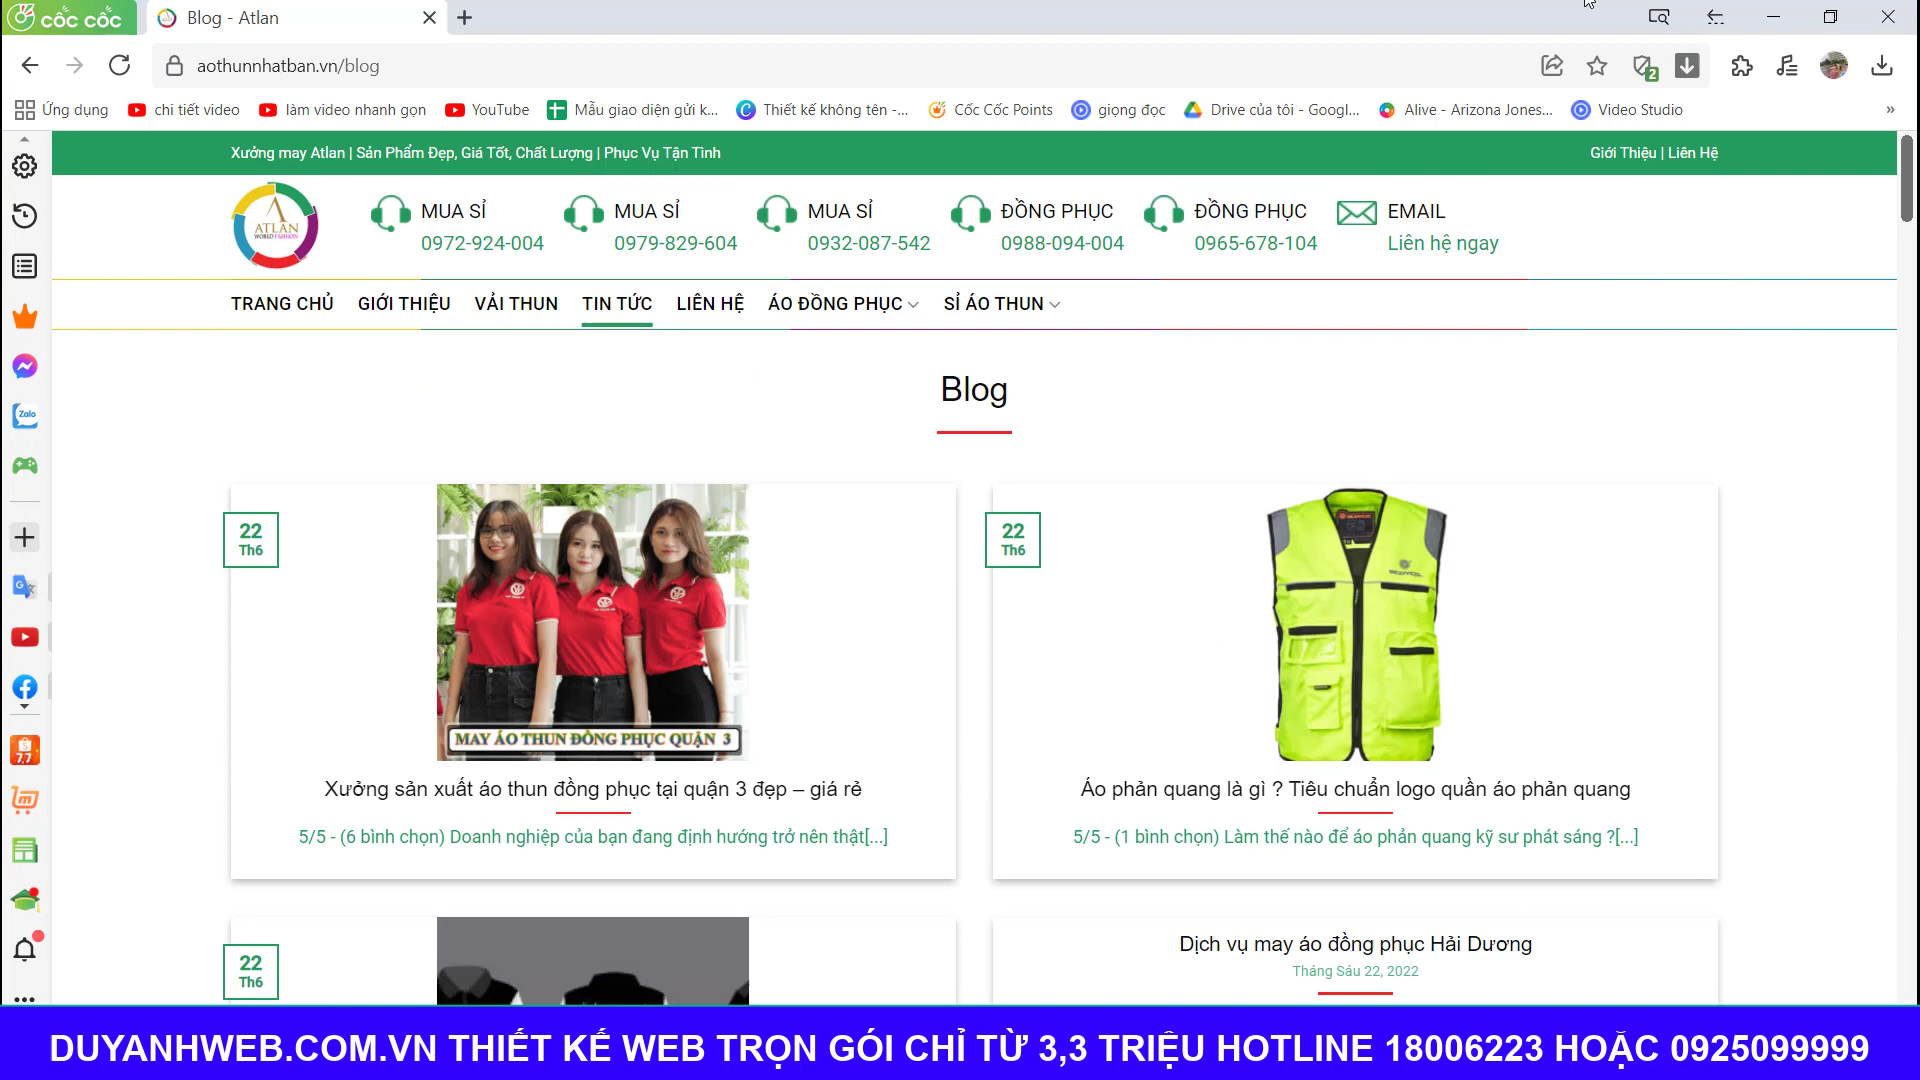 cốc cốc
Blog - Atlan
aothunnhatban.vn/blog
2
Ứng dụng
chi tiết video
làm video nhanh gọn
YouTube
Mẫu giao diện gửi k...
Thiết kế không tên -...
Cốc Cốc Points
giọng đọc
Drive của tôi - Googl...
Alive - Arizona Jones...
Video Studio
Xưởng may Atlan | Sản Phẩm Đẹp, Giá Tốt, Chất Lượng | Phục Vụ Tận Tình
Giới Thiệu | Liên Hệ
ATLAN
WORLD FASHION
MUA SỈ
0972-924-004
MUA SỈ
0979-829-604
MUA SỈ
0932-087-542
ĐỒNG PHỤC
0988-094-004
ĐỒNG PHỤC
0965-678-104
EMAIL
Liên hệ ngay
TRANG CHỦ
GIỚI THIỆU
VẢI THUN
TIN TỨC
LIÊN HỆ
ÁO ĐỒNG PHỤC
SỈ ÁO THUN
Zalo
7.7
Blog
22
Th6
MAY ÁO THUN ĐỒNG PHỤC QUẬN 3
Xưởng sản xuất áo thun đồng phục tại quận 3 đẹp – giá rẻ
5/5 - (6 bình chọn) Doanh nghiệp của bạn đang định hướng trở nên thật[...]
22
Th6
Áo phản quang là gì ? Tiêu chuẩn logo quần áo phản quang
5/5 - (1 bình chọn) Làm thế nào để áo phản quang kỹ sư phát sáng ?[...]
22
Th6
Dịch vụ may áo đồng phục Hải Dương
Tháng Sáu 22, 2022
DUYANHWEB.COM.VN THIẾT KẾ WEB TRỌN GÓI CHỈ TỪ 3,3 TRIỆU HOTLINE 18006223 HOẶC 0925099999